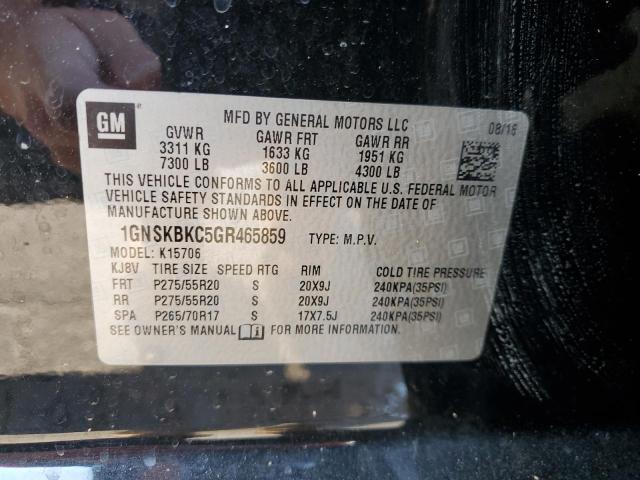 GM
MFD BY GENERAL MOTORS LLC
08/16
GVWR GAWR FRT GAWR RR
3311 KG 1633 KG 1951 KG
7300 LB 3600 LB 4300 LB
THIS VEHICLE CONFORMS TO ALL APPLICABLE U.S. FEDERAL MOTOR
VEHICLE SAFETY STANDARDS IN EFFECT ON THE DATE OF
MANUFACTURE SHOWN ABOVE.
1GNSKBKC5GR465859 TYPE: M.P.V.
MODEL: K15706
KJ8V TIRE SIZE SPEED RTG RIM COLD TIRE PRESSURE
FRT P275/55R20 S 20X9J 240KPA(35PSI)
RR P275/55R20 S 20X9J 240KPA(35PSI)
SPA P265/70R17 S 17X7.5J 240KPA(35PSI)
SEE OWNER'S MANUAL FOR MORE INFORMATION.